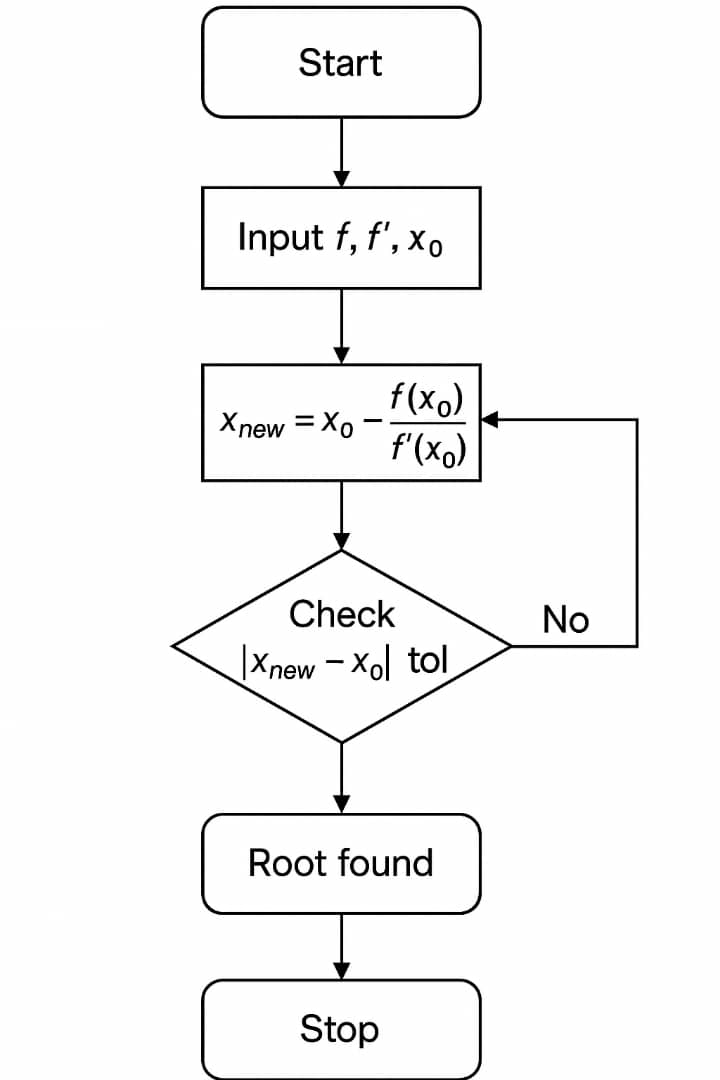 Start
Input f, f', x₀
xnew = x₀ − f(x₀)/f'(x₀)
Check
|xnew − x₀| tol
No
Root found
Stop